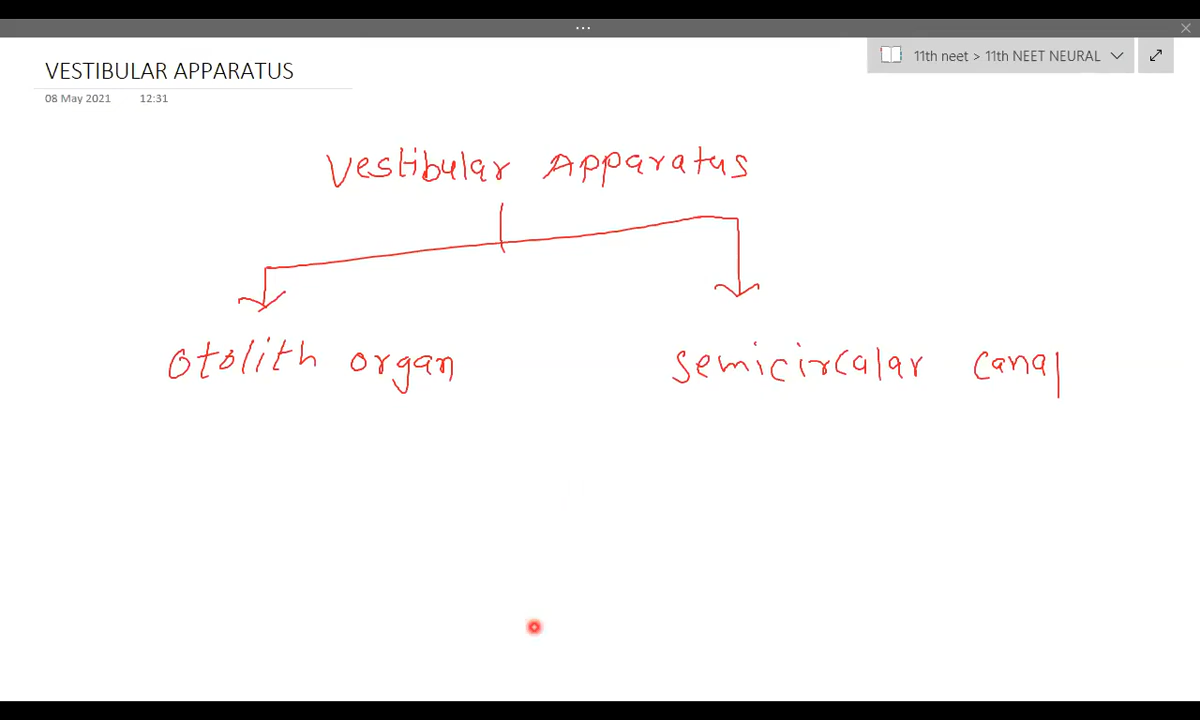 ...
11th neet > 11th NEET NEURAL
VESTIBULAR APPARATUS
08 May 2021 12:31
Vestibular Apparatus
Otolith organ
Semicircalar Canal